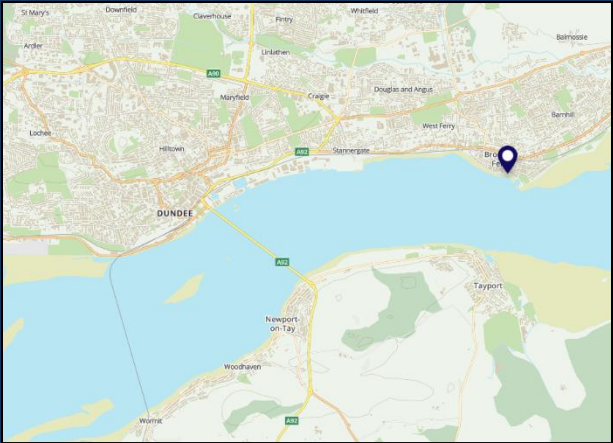 St Mary's
Downfield
Claverhouse
Fintry
Whitfield
Balmossie
Ardler
Linlathen
A90
Maryfield
Craigie
Douglas and Angus
Barnhill
West Ferry
Lochee
Hilltown
A92
Stannergate
DUNDEE
A92
Tayport
Newport-
on-Tay
Woodhaven
Wormit
A92